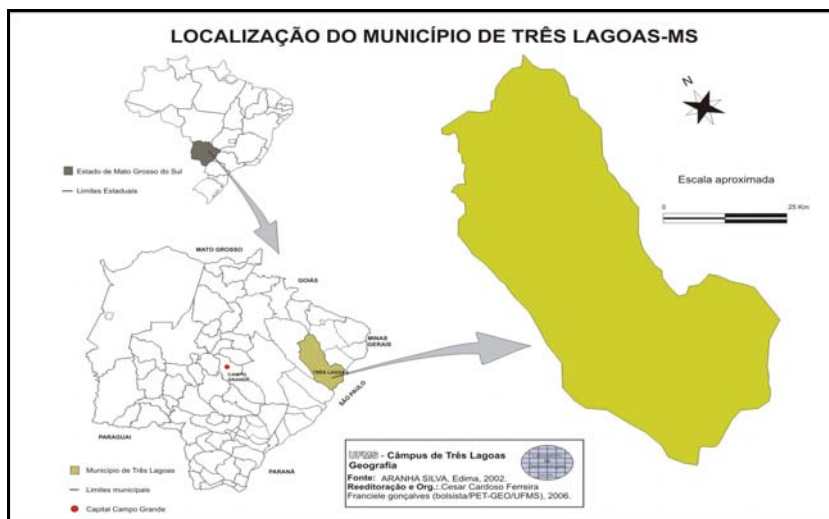 LOCALIZAÇÃO DO MUNICÍPIO DE TRÊS LAGOAS-MS
N
Estado de Mato Grosso do Sul
Limites Estaduais
Escala aproximada
0 25 Km
MATO GROSSO
GOIÁS
MINAS
GERAIS
TRÊS LAGOAS
CAMPO
GRANDE
SÃO PAULO
PARAGUAI
PARANÁ
Município de Três Lagoas
Limites municipais
Capital Campo Grande
UFMS - Câmpus de Três Lagoas
Geografia
Fonte: ARANHA SILVA, Edima, 2002.
Reeditoração e Org.:.Cesar Cardoso Ferreira
Franciele gonçalves (bolsista/PET-GEO/UFMS), 2006.